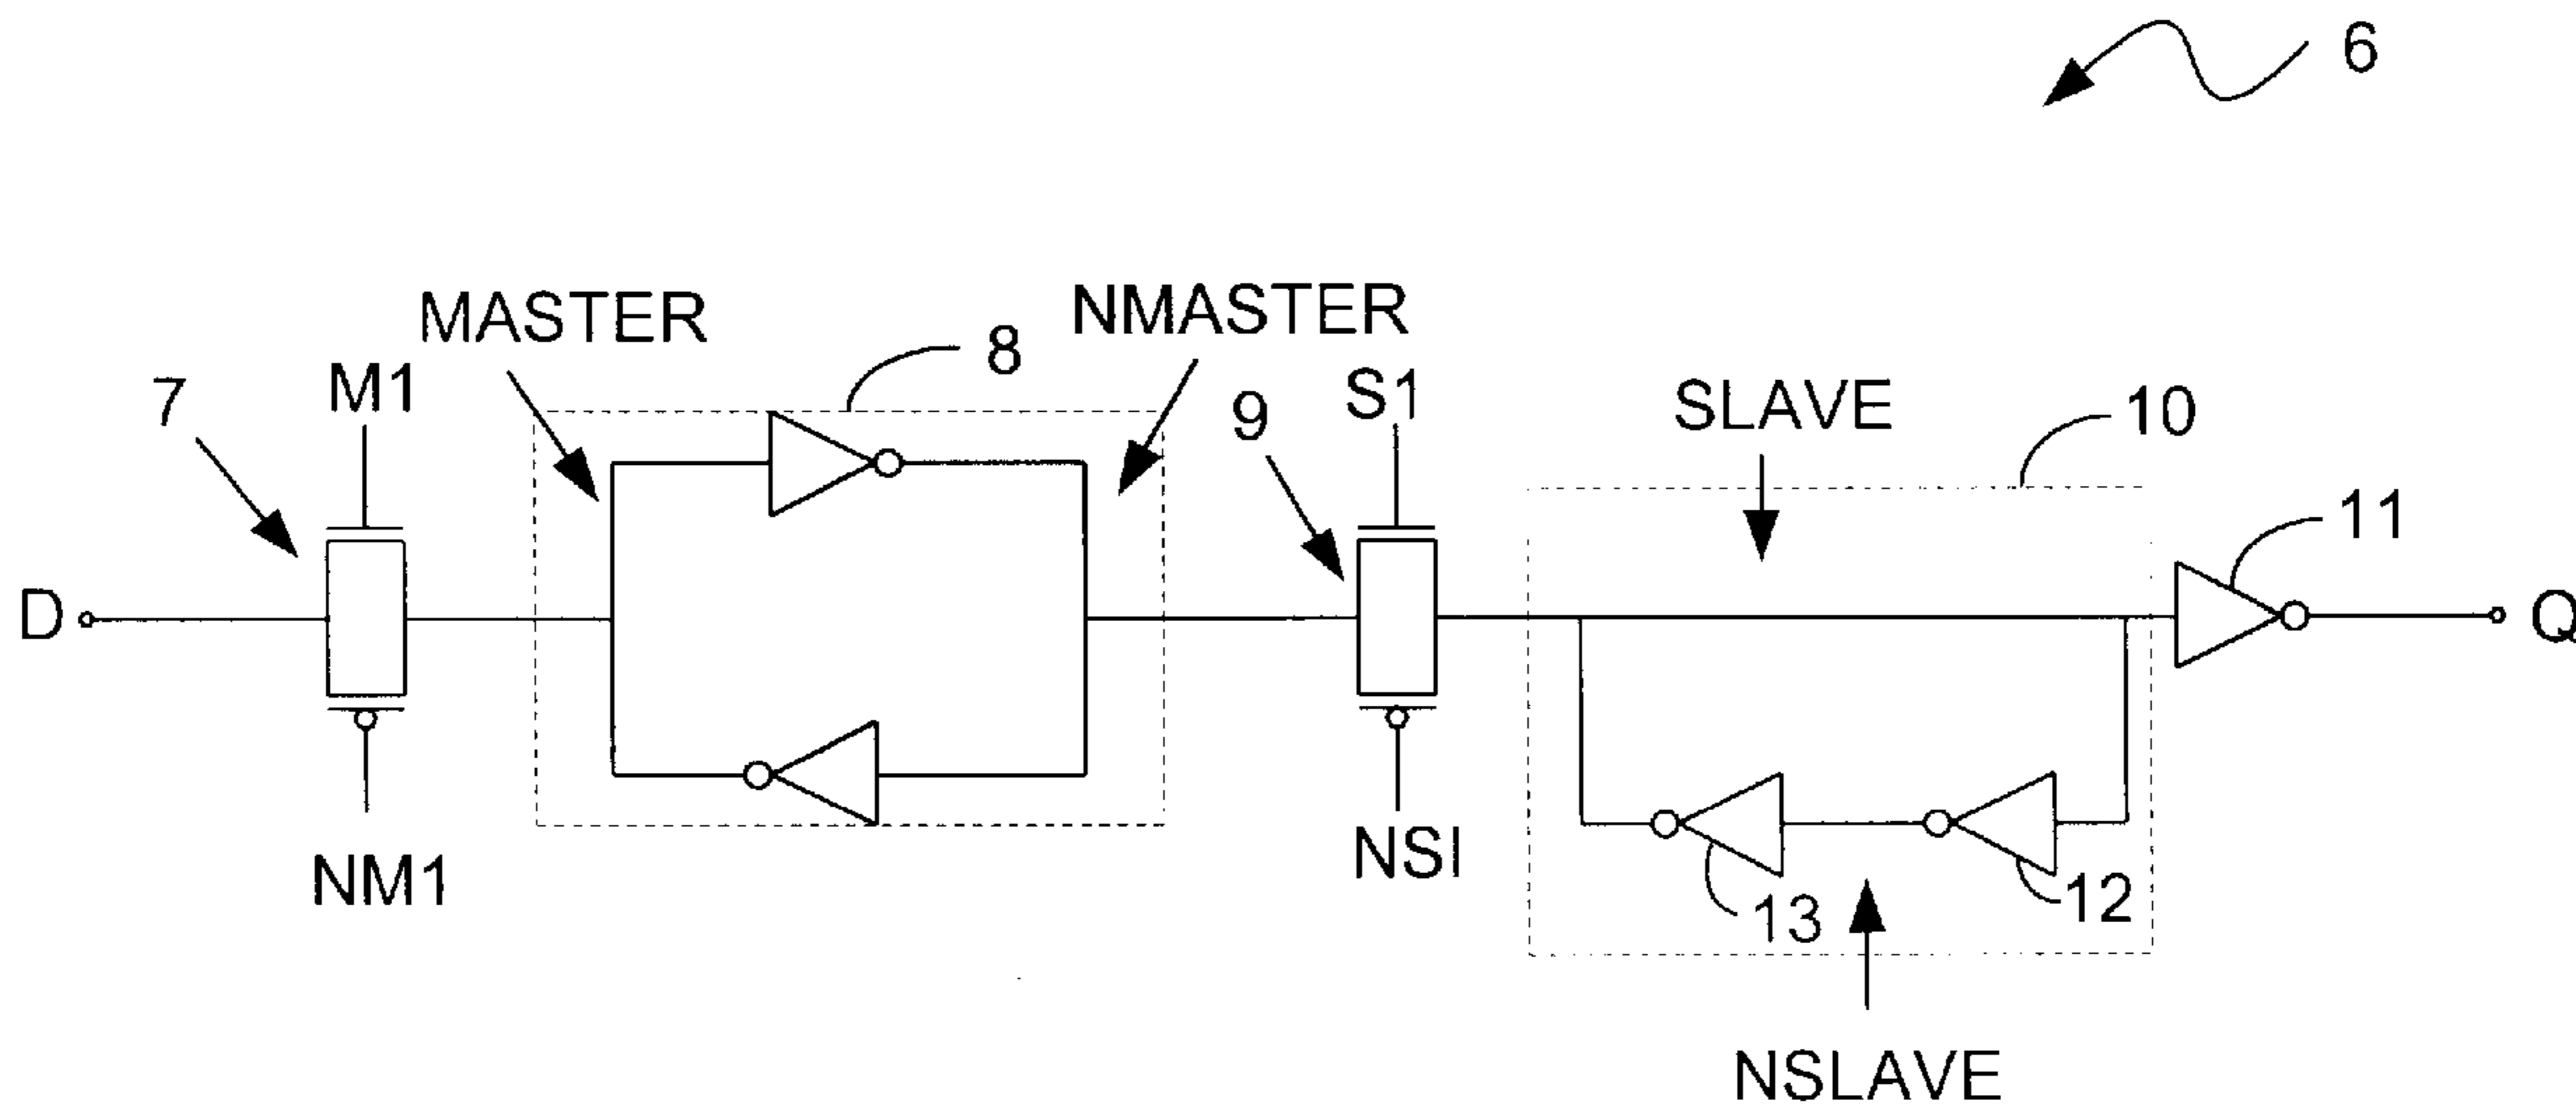 6
MASTER
NMASTER
8
7
M1
9
S1
SLAVE
10
11
D
Q
NM1
NSI
13
12
NSLAVE